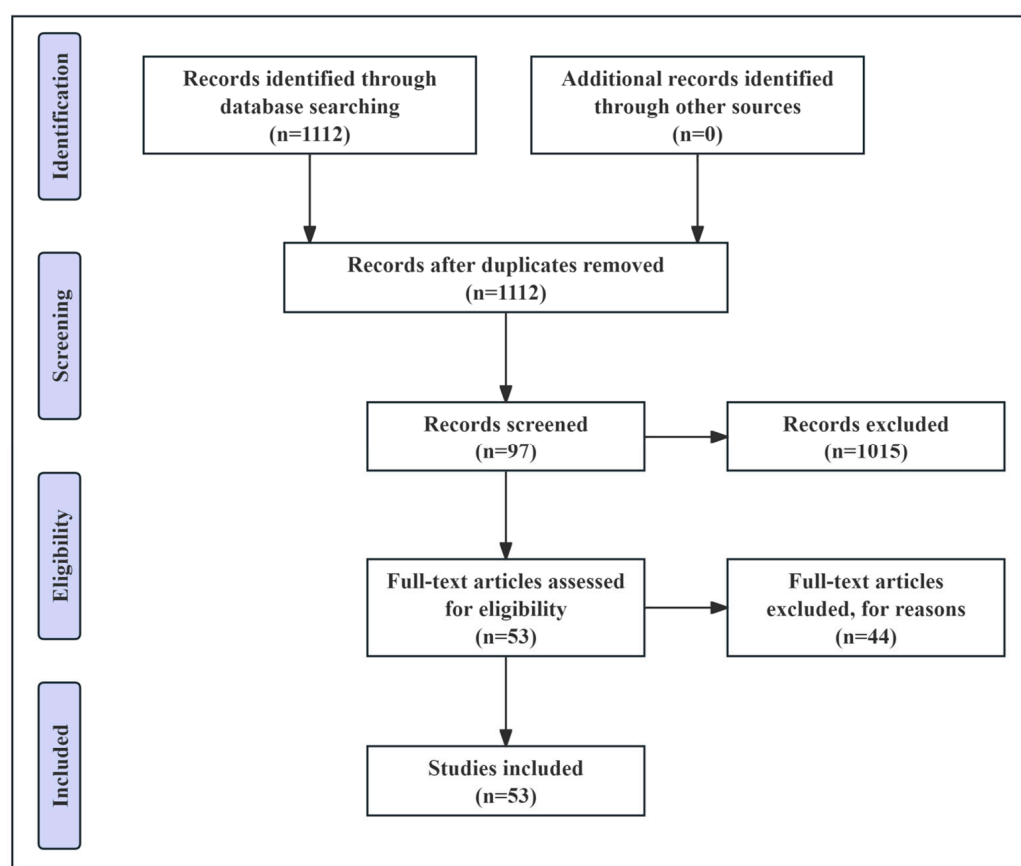 Identification
Records identified through
database searching
(n=1112)
Additional records identified
through other sources
(n=0)
Screening
Records after duplicates removed
(n=1112)
Records screened
(n=97)
Records excluded
(n=1015)
Eligibility
Full-text articles assessed
for eligibility
(n=53)
Full-text articles
excluded, for reasons
(n=44)
Included
Studies included
(n=53)